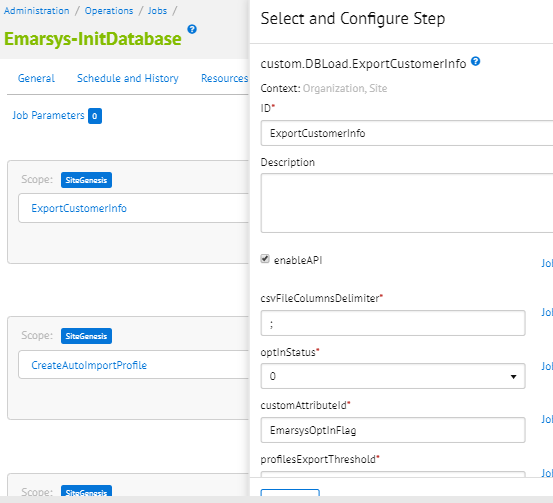 Administration / Operations / Jobs /
Emarsys-InitDatabase ?
General Schedule and History Resources
Job Parameters 0
Scope: SiteGenesis
ExportCustomerInfo
Scope: SiteGenesis
CreateAutoImportProfile
Scope: SiteGenesis
Select and Configure Step
custom.DBLoad.ExportCustomerInfo ?
Context: Organization, Site
ID*
ExportCustomerInfo
Description
enableAPI
csvFileColumnsDelimiter*
;
optInStatus*
0
customAttributeId*
EmarsysOptInFlag
profilesExportThreshold*